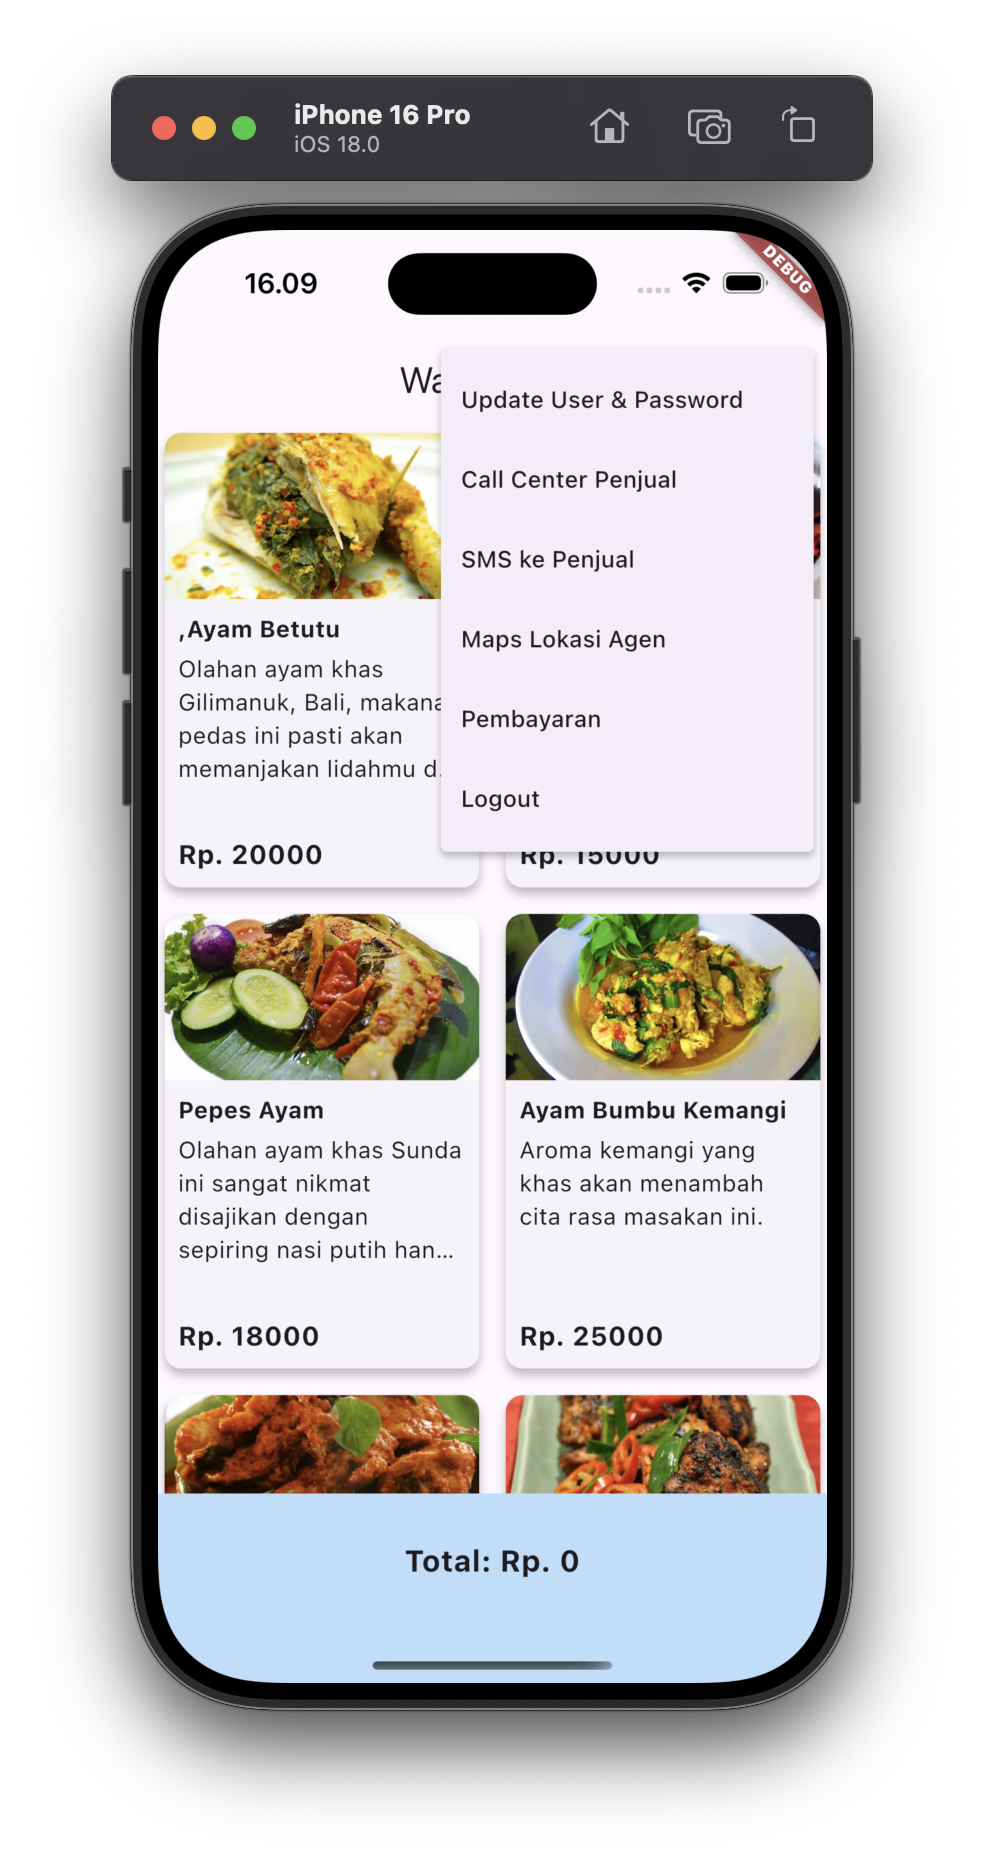 iPhone 16 Pro
iOS 18.0
16.09
DEBUG
Wa
Update User & Password
Call Center Penjual
SMS ke Penjual
Maps Lokasi Agen
Pembayaran
Logout
,Ayam Betutu
Olahan ayam khas
Gilimanuk, Bali, makana
pedas ini pasti akan
memanjakan lidahmu d.
Rp. 20000
Rp. 15000
Pepes Ayam
Olahan ayam khas Sunda
ini sangat nikmat
disajikan dengan
sepiring nasi putih han...
Rp. 18000
Ayam Bumbu Kemangi
Aroma kemangi yang
khas akan menambah
cita rasa masakan ini.
Rp. 25000
Total: Rp. 0